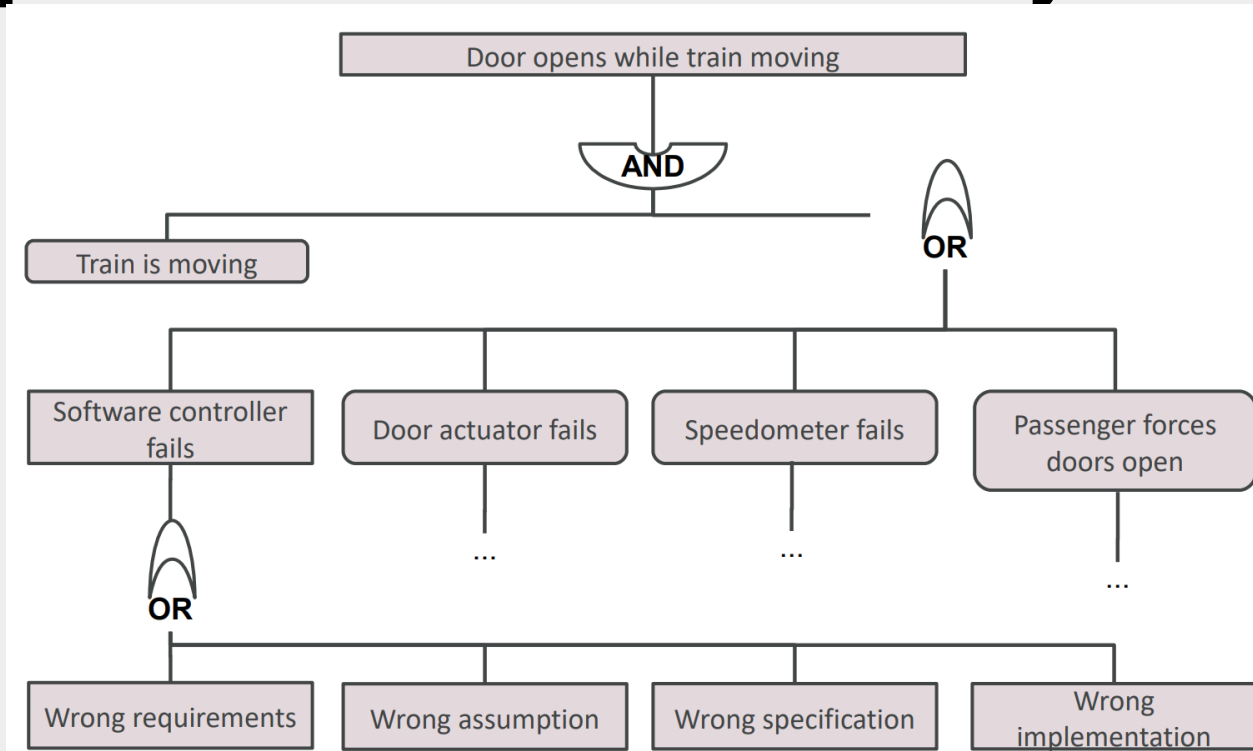 Door opens while train moving
AND
OR
Train is moving
Software controller
fails
Door actuator fails
Speedometer fails
Passenger forces
doors open
...
...
...
OR
Wrong requirements
Wrong assumption
Wrong specification
Wrong
implementation